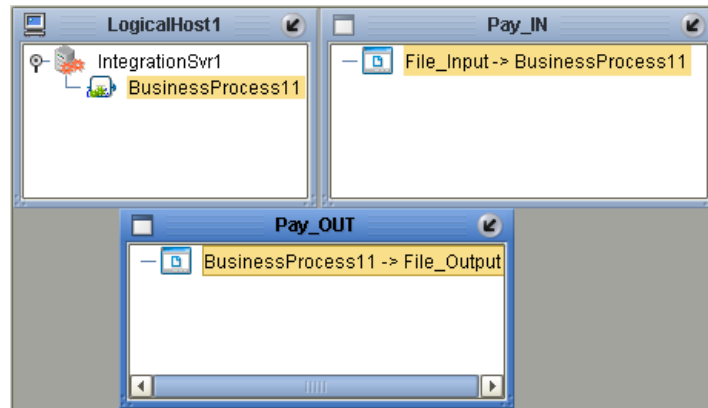 LogicalHost1
IntegrationSvr1
BusinessProcess11
Pay_IN
File_Input -> BusinessProcess11
Pay_OUT
BusinessProcess11 -> File_Output